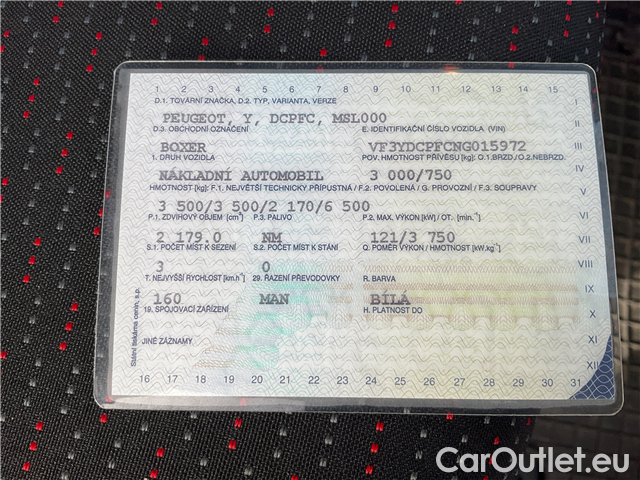 1 2 3 4 5 6 7 8 9 10 11 12 13 14 15
D.1. TOVÁRNÍ ZNAČKA, D.2. TYP, VARIANTA, VERZE
I
PEUGEOT, Y, DCPFC, MSL000
II
D.3. OBCHODNÍ OZNAČENÍ E. IDENTIFIKAČNÍ ČÍSLO VOZIDLA (VIN)
BOXER VF3YDCPFCNG015972
III
1. DRUH VOZIDLA POV. HMOTNOST PŘÍVĚSU [kg]: O.1.BRZD./O.2.NEBRZD.
NÁKLADNÍ AUTOMOBIL 3 000/750
IV
HMOTNOST [kg]: F.1. NEJVĚTŠÍ TECHNICKY PŘÍPUSTNÁ / F.2. POVOLENÁ / G. PROVOZNÍ / F.3. SOUPRAVY
V
3 500/3 500/2 170/6 500
VI
P.1. ZDVIHOVÝ OBJEM [cm³] P.3. PALIVO P.2. MAX. VÝKON [kW] / OT. [min.⁻¹]
2 179.0 NM 121/3 750
VII
S.1. POČET MÍST K SEZENÍ S.2. POČET MÍST K STÁNÍ Q. POMĚR VÝKON / HMOTNOST [kW.kg⁻¹]
3 0
VIII
T. NEJVYŠŠÍ RYCHLOST [km.h⁻¹] 29. ŘAZENÍ PŘEVODOVKY R. BARVA
160 MAN BÍLÁ
IX
19. SPOJOVACÍ ZAŘÍZENÍ H. PLATNOST DO
X
JINÉ ZÁZNAMY
XI
XII
Státní tiskárna cenin, s.p.
16 17 18 19 20 21 22 23 24 25 26 27 28 29 30 31
CarOutlet.eu